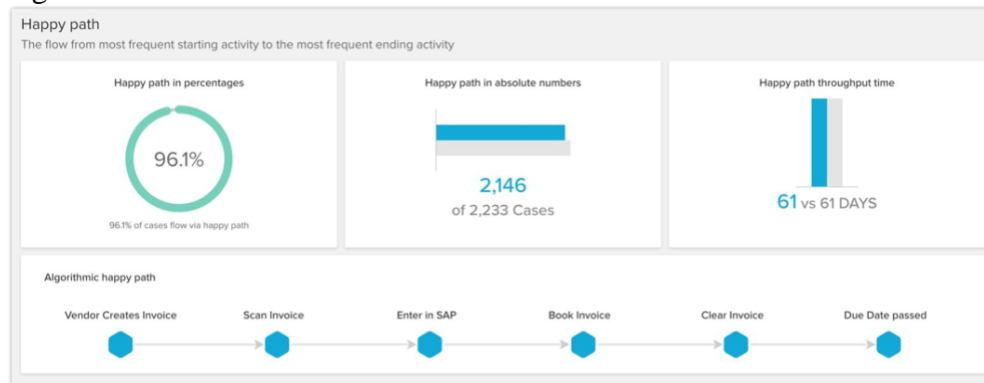 Happy path
The flow from most frequent starting activity to the most frequent ending activity
Happy path in percentages
96.1%
96.1% of cases flow via happy path
Happy path in absolute numbers
2,146
of 2,233 Cases
Happy path throughput time
61 vs 61 DAYS
Algorithmic happy path
Vendor Creates Invoice
Scan Invoice
Enter in SAP
Book Invoice
Clear Invoice
Due Date passed